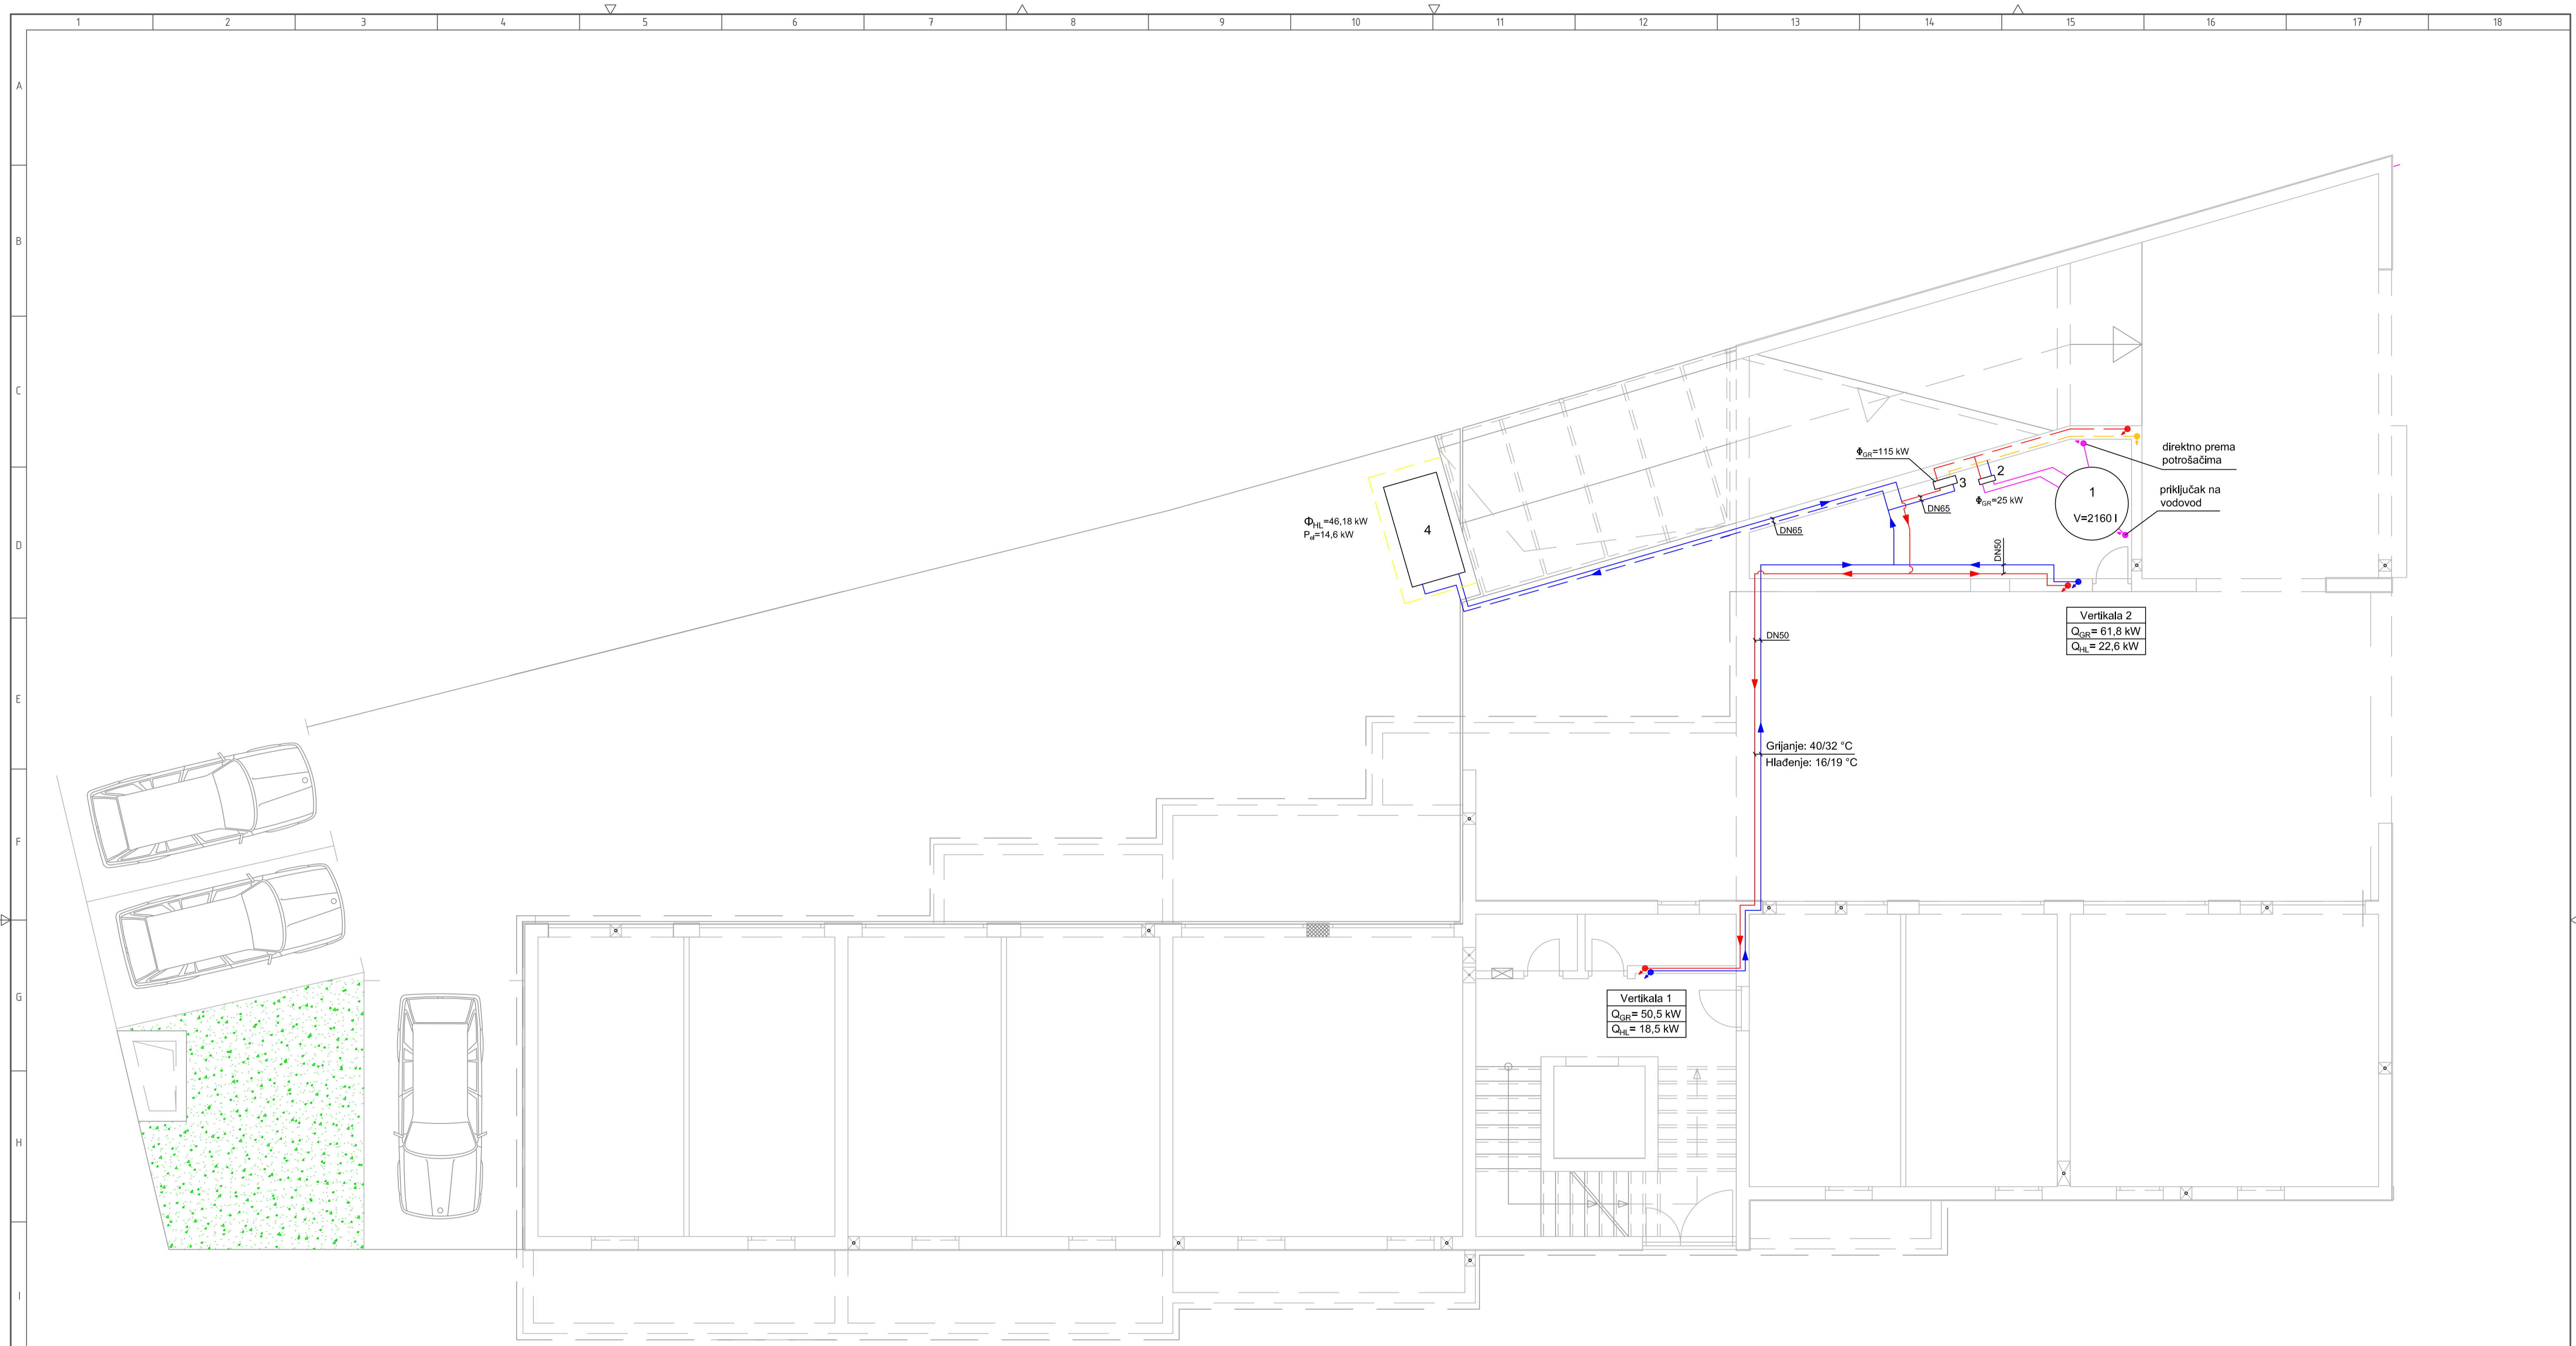 1 2 3 4 5 6 7 8 9 10 11 12 13 14 15 16 17 18
A
B
C
D
E
F
G
H
I
Φ_GR=115 kW
3
2
Φ_GR=25 kW
DN65
1
V=2160 l
direktno prema
potrošačima
priključak na
vodovod
4
Φ_HL=46,18 kW
P_el=14,6 kW
DN65
DN50
Vertikala 2
Q_GR= 61,8 kW
Q_HL= 22,6 kW
DN50
Grijanje: 40/32 °C
Hlađenje: 16/19 °C
Vertikala 1
Q_GR= 50,5 kW
Q_HL= 18,5 kW